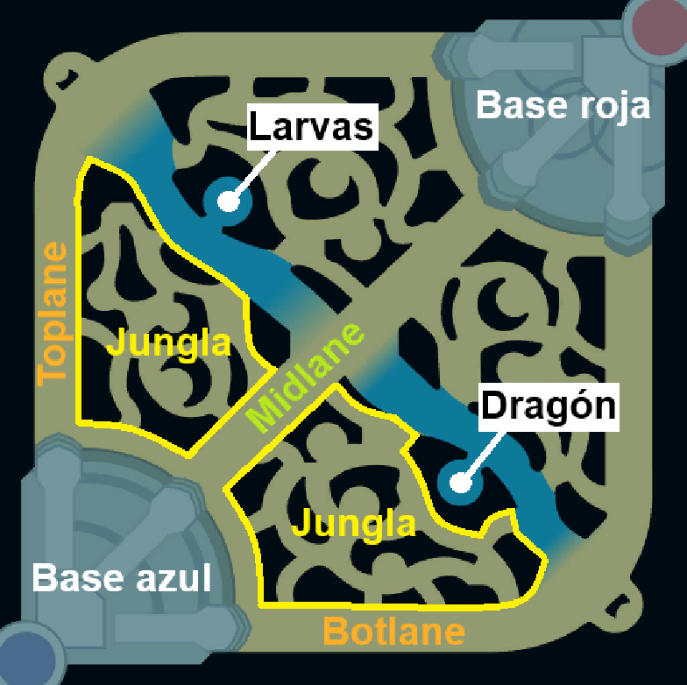 Base roja
Larvas
Toplane
Jungla
Midlane
Dragón
Jungla
Base azul
Botlane